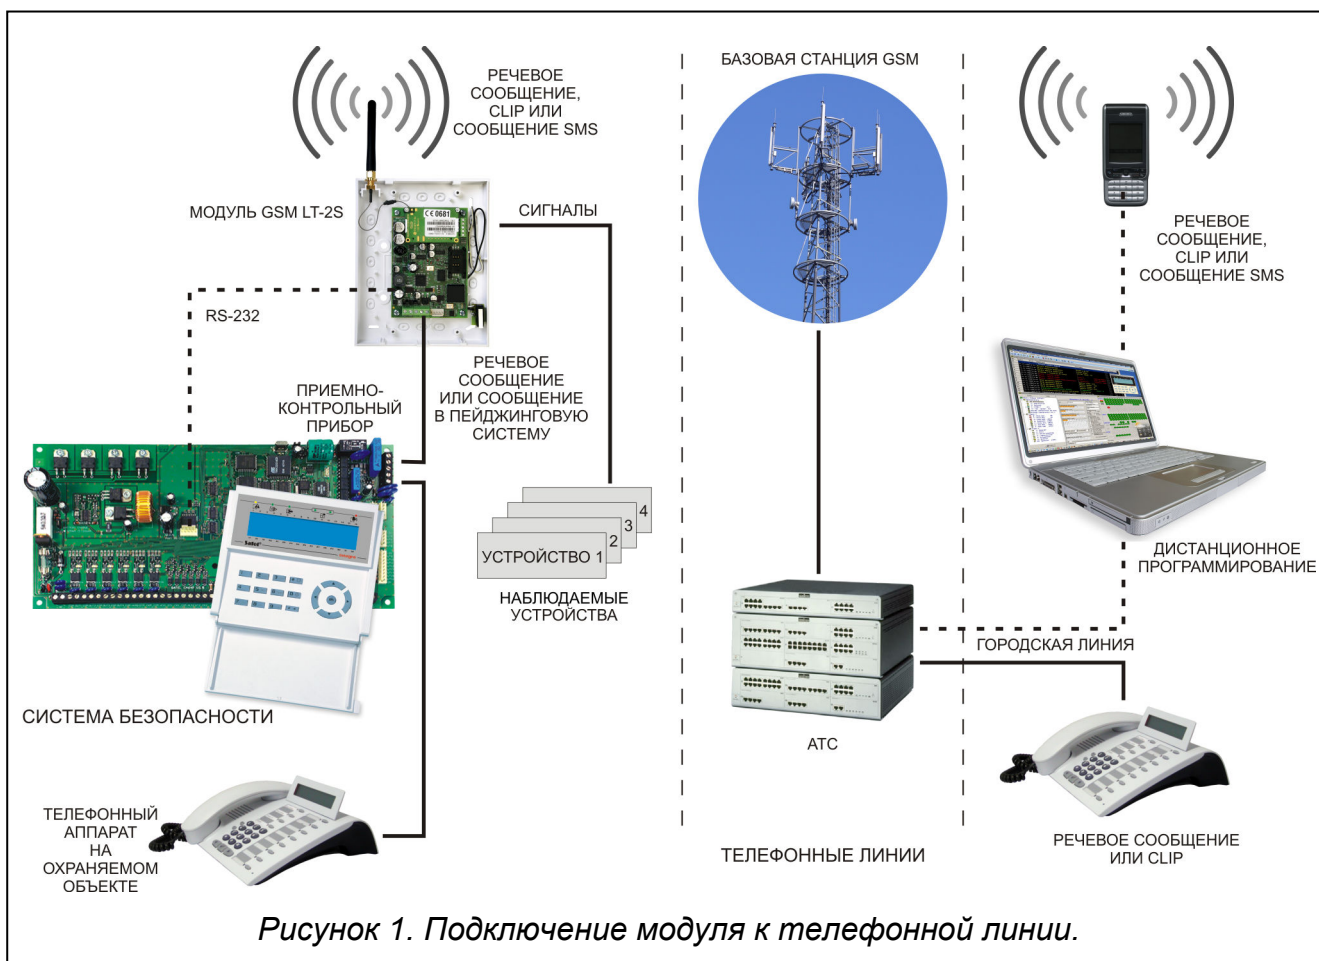 РЕЧЕВОЕ
СООБЩЕНИЕ,
CLIP ИЛИ
СООБЩЕНИЕ SMS
МОДУЛЬ GSM LT-2S
СИГНАЛЫ
RS-232
РЕЧЕВОЕ
СООБЩЕНИЕ
ИЛИ СООБЩЕНИЕ
В ПЕЙДЖИНГОВУЮ
СИСТЕМУ
ПРИЕМНО-
КОНТРОЛЬНЫЙ
ПРИБОР
4
3
2
УСТРОЙСТВО 1
НАБЛЮДАЕМЫЕ
УСТРОЙСТВА
СИСТЕМА БЕЗОПАСНОСТИ
ТЕЛЕФОННЫЙ
АППАРАТ
НА
ОХРАНЯЕМОМ
ОБЪЕКТЕ
CE 0681
Satel
БАЗОВАЯ СТАНЦИЯ GSM
АТС
ТЕЛЕФОННЫЕ ЛИНИИ
РЕЧЕВОЕ
СООБЩЕНИЕ,
CLIP ИЛИ
СООБЩЕНИЕ SMS
ДИСТАНЦИОННОЕ
ПРОГРАММИРОВАНИЕ
ГОРОДСКАЯ ЛИНИЯ
РЕЧЕВОЕ СООБЩЕНИЕ
ИЛИ CLIP
Рисунок 1. Подключение модуля к телефонной линии.